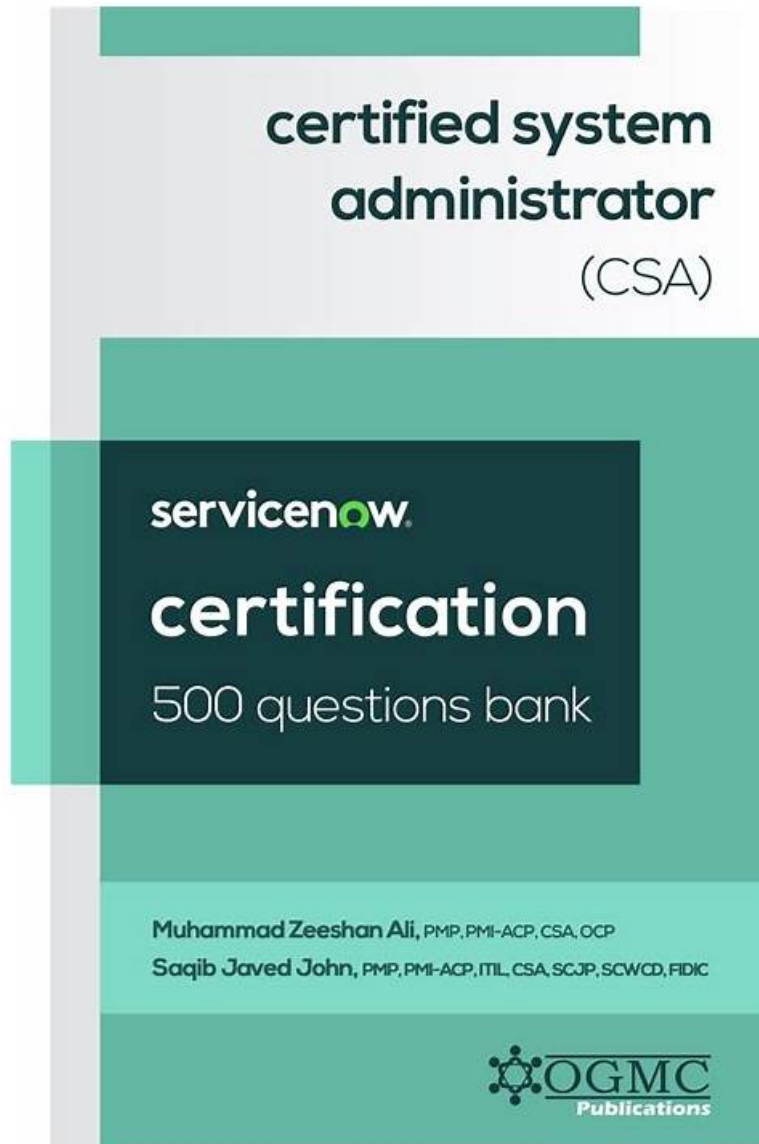 certified system
administrator
(CSA)
servicenow®
certification
500 questions bank
Muhammad Zeeshan Ali, PMP, PMI-ACP, CSA, OCP
Saqib Javed John, PMP, PMI-ACP, ITIL, CSA, SCJP, SCWCD, FIDIC
OGMC
Publications